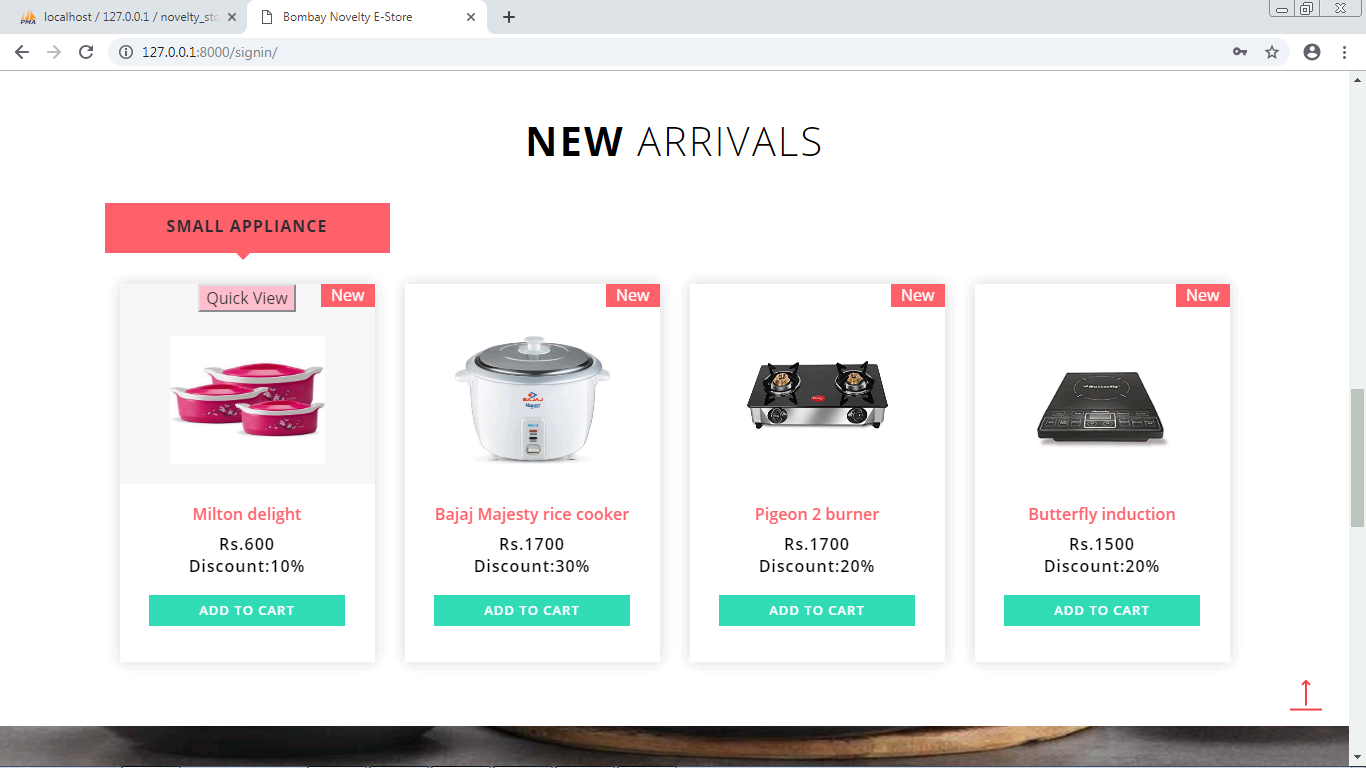 localhost / 127.0.0.1 / novelty_sto
Bombay Novelty E-Store
127.0.0.1:8000/signin/
NEW ARRIVALS
SMALL APPLIANCE
Quick View
New
New
New
New
BAJAJ
Butterfly
Milton delight
Bajaj Majesty rice cooker
Pigeon 2 burner
Butterfly induction
Rs.600
Rs.1700
Rs.1700
Rs.1500
Discount:10%
Discount:30%
Discount:20%
Discount:20%
ADD TO CART
ADD TO CART
ADD TO CART
ADD TO CART